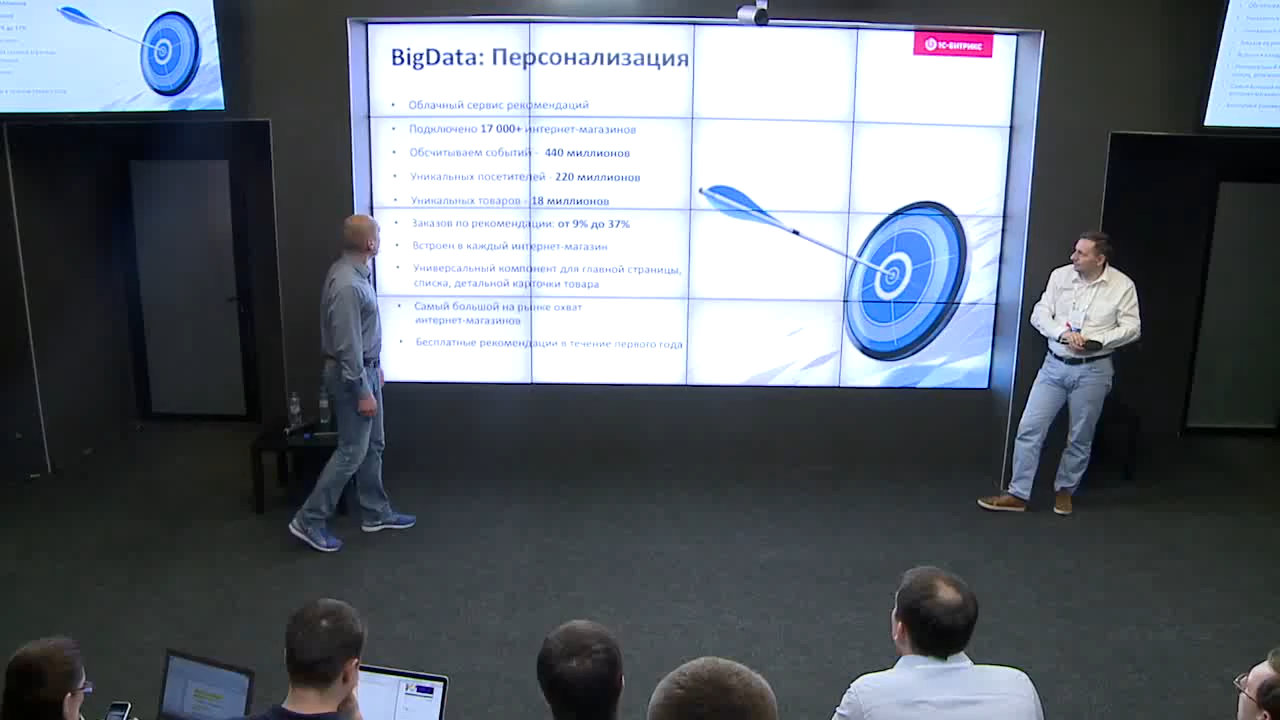 BigData: Персонализация
1С-БИТРИКС
Облачный сервис рекомендаций
Подключено 17 000+ интернет-магазинов
Обсчитываем событий - 440 миллионов
Уникальных посетителей - 220 миллионов
Уникальных товаров - 18 миллионов
Заказов по рекомендации: от 9% до 37%
Встроен в каждый интернет-магазин
Универсальный компонент для главной страницы,
списка, детальной карточки товара
Самый большой на рынке охват
интернет-магазинов
Бесплатные рекомендации в течение первого года